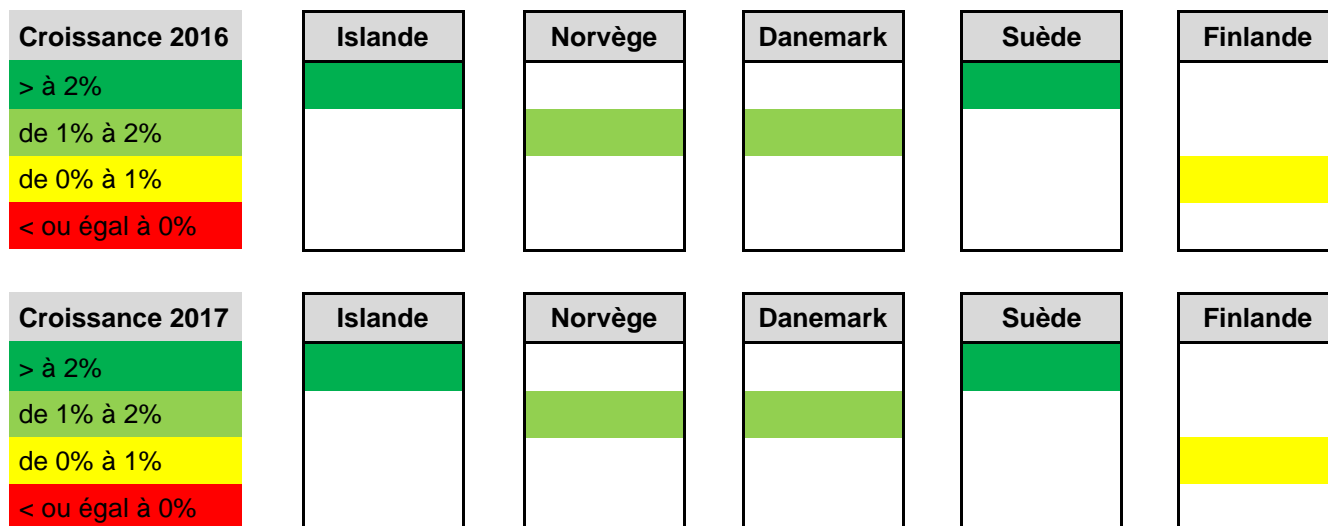 Croissance 2016 Islande Norvège Danemark Suède Finlande
> à 2%
de 1% à 2%
de 0% à 1%
< ou égal à 0%
Croissance 2017 Islande Norvège Danemark Suède Finlande
> à 2%
de 1% à 2%
de 0% à 1%
< ou égal à 0%